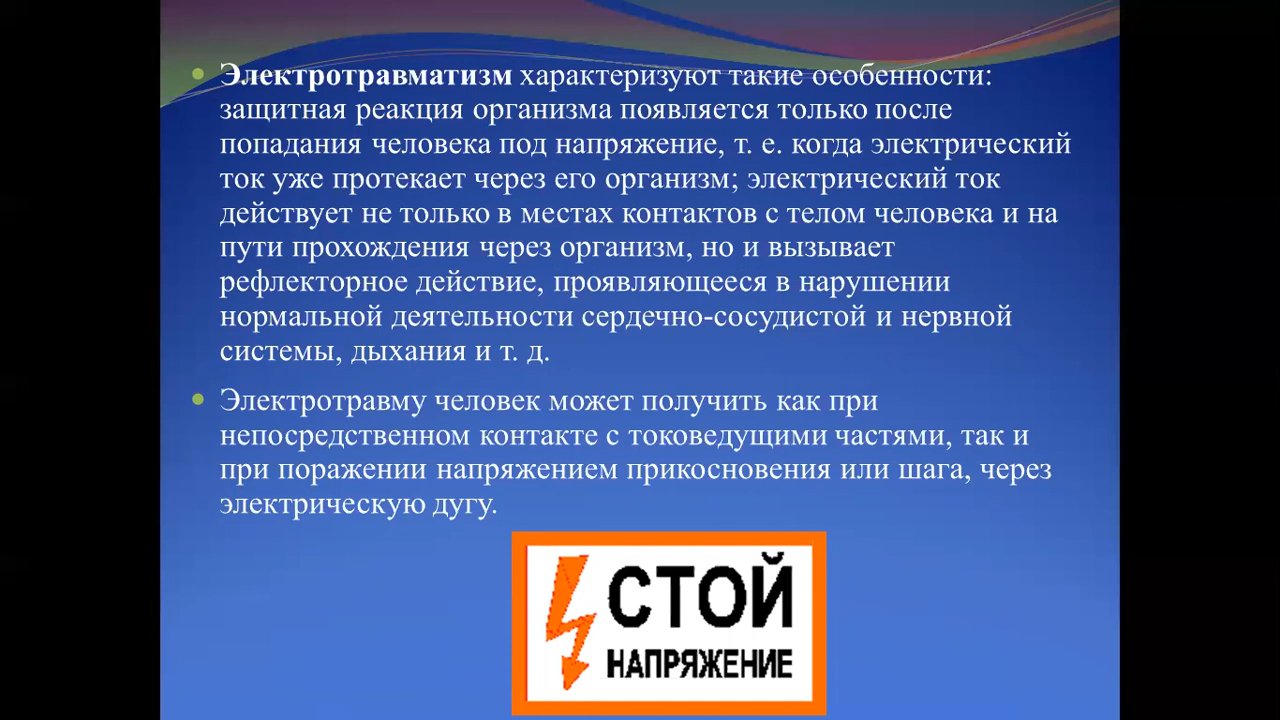 Электротравматизм характеризуют такие особенности:
защитная реакция организма появляется только после
попадания человека под напряжение, т. е. когда электрический
ток уже протекает через его организм; электрический ток
действует не только в местах контактов с телом человека и на
пути прохождения через организм, но и вызывает
рефлекторное действие, проявляющееся в нарушении
нормальной деятельности сердечно-сосудистой и нервной
системы, дыхания и т. д.
Электротравму человек может получить как при
непосредственном контакте с токоведущими частями, так и
при поражении напряжением прикосновения или шага, через
электрическую дугу.
СТОЙ
НАПРЯЖЕНИЕ